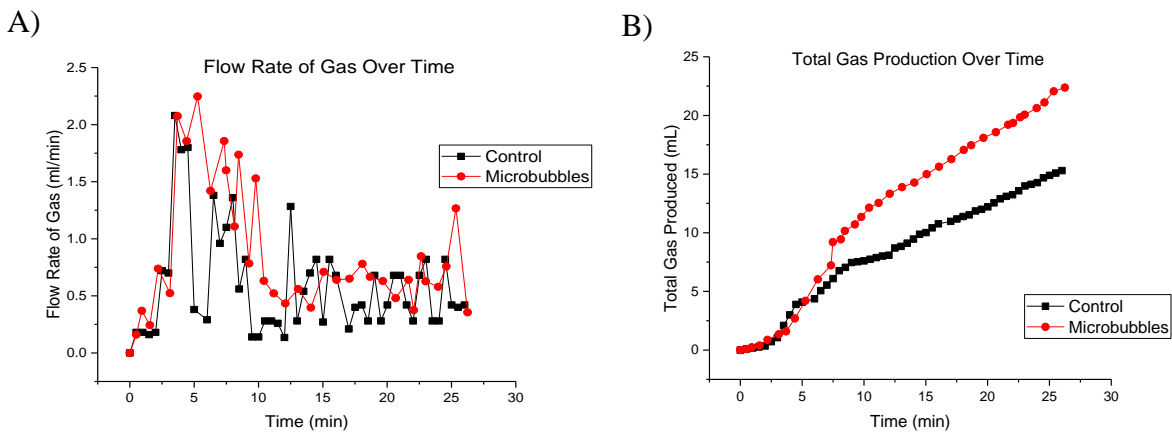 A)
Flow Rate of Gas Over Time
2.5
2.0
1.5
1.0
0.5
0.0
Flow Rate of Gas (ml/min)
Control
Microbubbles
0 5 10 15 20 25 30
Time (min)
B)
Total Gas Production Over Time
25
20
15
10
5
0
Total Gas Produced (mL)
Control
Microbubbles
0 5 10 15 20 25 30
Time (min)